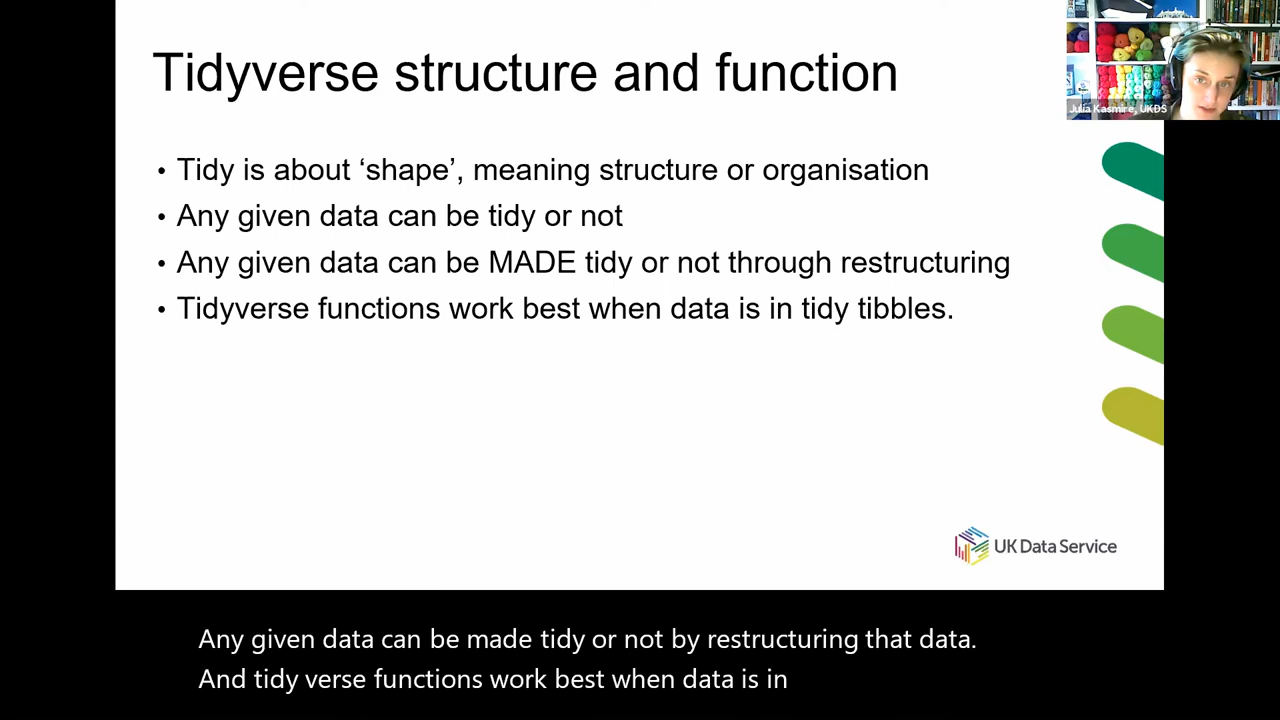 Tidyverse structure and function
Julia Kasmire, UKDS
• Tidy is about ‘shape’, meaning structure or organisation
• Any given data can be tidy or not
• Any given data can be MADE tidy or not through restructuring
• Tidyverse functions work best when data is in tidy tibbles.
UK Data Service
Any given data can be made tidy or not by restructuring that data.
And tidy verse functions work best when data is in